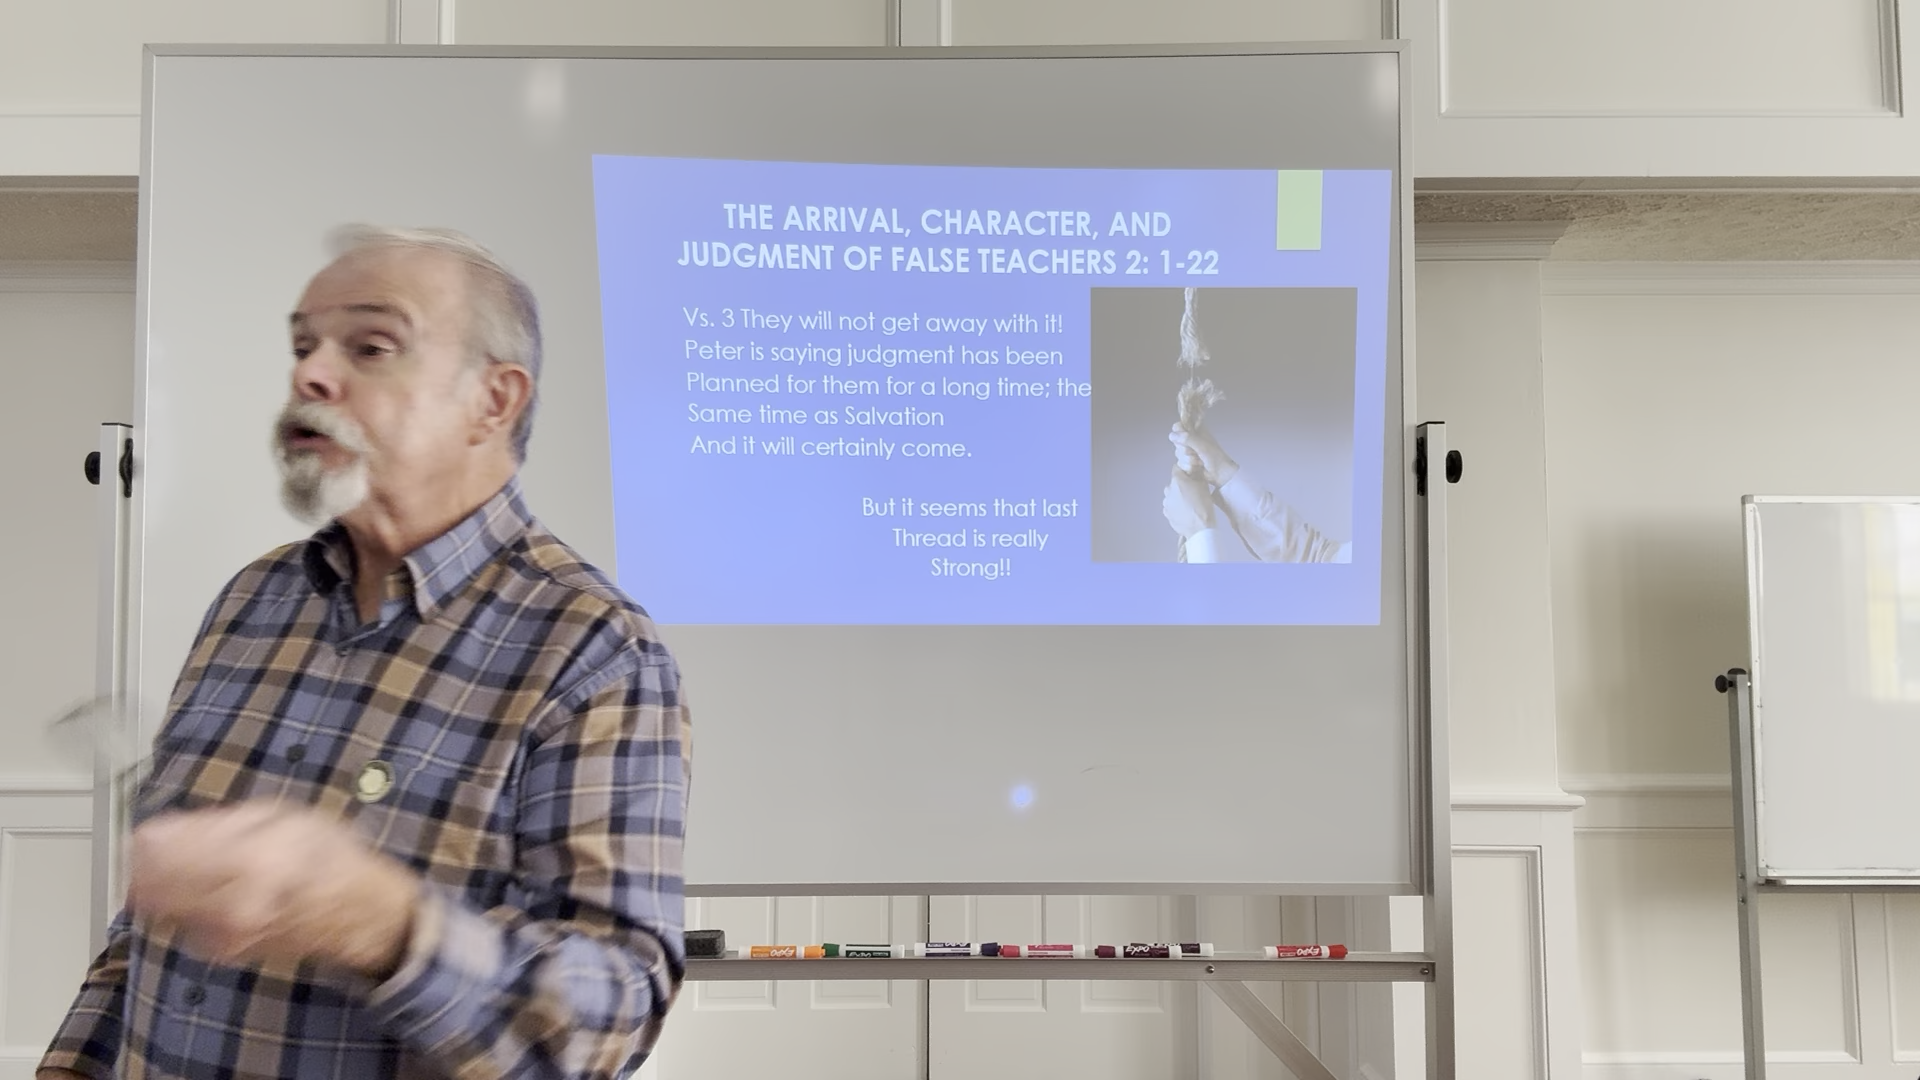 THE ARRIVAL, CHARACTER, AND
JUDGMENT OF FALSE TEACHERS 2: 1-22
Vs. 3 They will not get away with it!
Peter is saying judgment has been
Planned for them for a long time; the
Same time as Salvation
And it will certainly come.
But it seems that last
Thread is really
Strong!!
EXPO